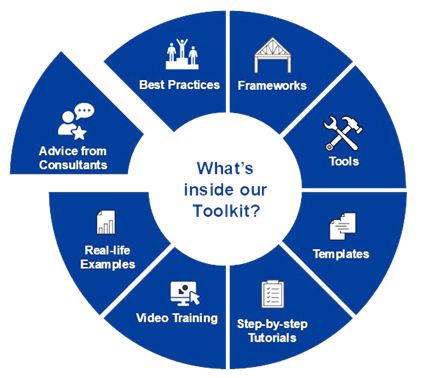 What's
inside our
Toolkit?
Best Practices
Frameworks
Tools
Templates
Step-by-step
Tutorials
Video Training
Real-life
Examples
Advice from
Consultants